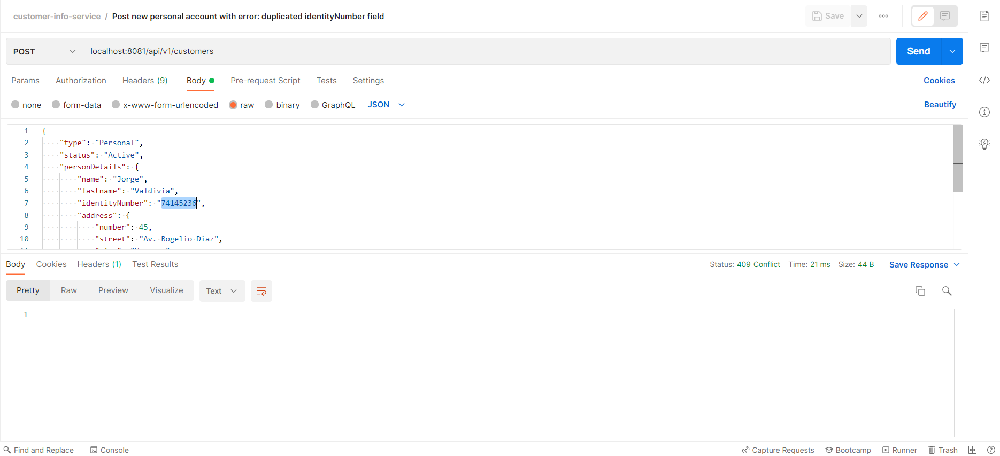 customer-info-service / Post new personal account with error: duplicated identityNumber field
Save
POST localhost:8081/api/v1/customers Send
Params Authorization Headers (9) Body Pre-request Script Tests Settings Cookies
none form-data x-www-form-urlencoded raw binary GraphQL JSON Beautify
1 {
2 "type": "Personal",
3 "status": "Active",
4 "personDetails": {
5 "name": "Jorge",
6 "lastname": "Valdivia",
7 "identityNumber": "74145236",
8 "address": {
9 "number": 45,
10 "street": "Av. Rogelio Diaz",
Body Cookies Headers (1) Test Results Status: 409 Conflict Time: 21 ms Size: 44 B Save Response
Pretty Raw Preview Visualize Text
1
Find and Replace Console Capture Requests Bootcamp Runner Trash